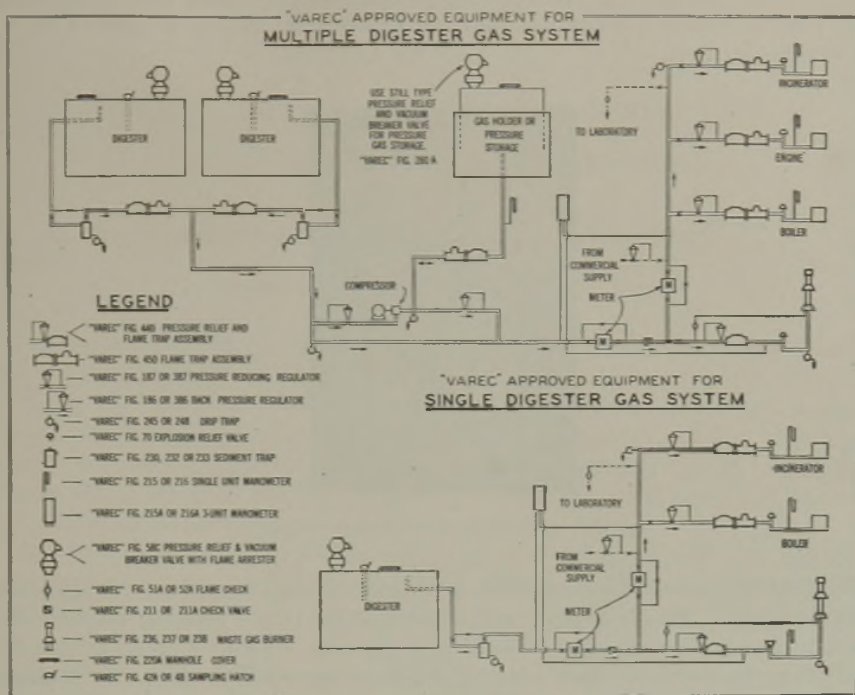 "VAREC" APPROVED EQUIPMENT FOR
MULTIPLE DIGESTER GAS SYSTEM
DIGESTER
DIGESTER
USE STILL TYPE
PRESSURE RELIEF
AND VACUUM
BREAKER VALVE
FOR PRESSURE
GAS STORAGE.
"VAREC" FIG. 280 A
GAS HOLDER OR
PRESSURE
STORAGE
TO LABORATORY
INCINERATOR
ENGINE
BOILER
FROM
COMMERCIAL
SUPPLY
METER
M
M
COMPRESSOR
LEGEND
"VAREC" FIG 440 PRESSURE RELIEF AND
FLAME TRAP ASSEMBLY
"VAREC" FIG 450 FLAME TRAP ASSEMBLY
"VAREC" FIG 187 OR 387 PRESSURE REDUCING REGULATOR
"VAREC" FIG 186 OR 386 BACK PRESSURE REGULATOR
"VAREC" FIG. 245 OR 248 DRIP TRAP
"VAREC" FIG 70 EXPLOSION RELIEF VALVE
"VAREC" FIG. 230, 232 OR 233 SEDIMENT TRAP
"VAREC" FIG 215 OR 216 SINGLE UNIT MANOMETER
"VAREC" FIG 215A OR 216A 3-UNIT MANOMETER
"VAREC" FIG 58C PRESSURE RELIEF & VACUUM
BREAKER VALVE WITH FLAME ARRESTER
"VAREC" FIG. 51A OR 52A FLAME CHECK
"VAREC" FIG 211 OR 211A CHECK VALVE
"VAREC" FIG 236, 237 OR 238 WASTE GAS BURNER
"VAREC" FIG 220A MANHOLE COVER
"VAREC" FIG 42A OR 48 SAMPLING HATCH
"VAREC" APPROVED EQUIPMENT FOR
SINGLE DIGESTER GAS SYSTEM
TO LABORATORY
INCINERATOR
BOILER
FROM
COMMERCIAL
SUPPLY
METER
M
M
DIGESTER